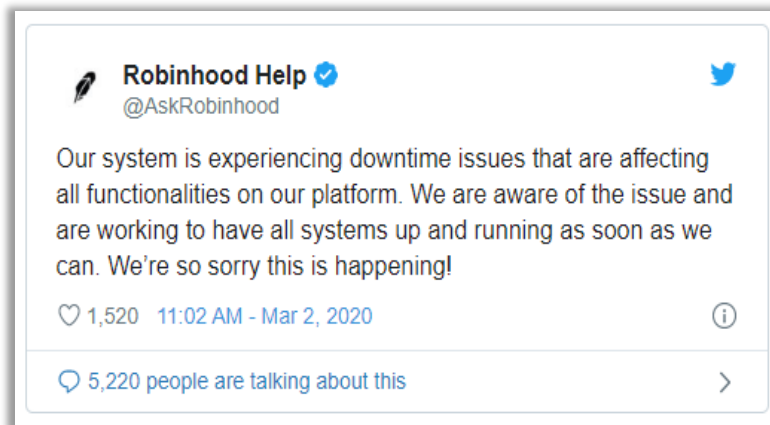 Robinhood Help
@AskRobinhood
Our system is experiencing downtime issues that are affecting
all functionalities on our platform. We are aware of the issue and
are working to have all systems up and running as soon as we
can. We're so sorry this is happening!
1,520 11:02 AM - Mar 2, 2020
5,220 people are talking about this